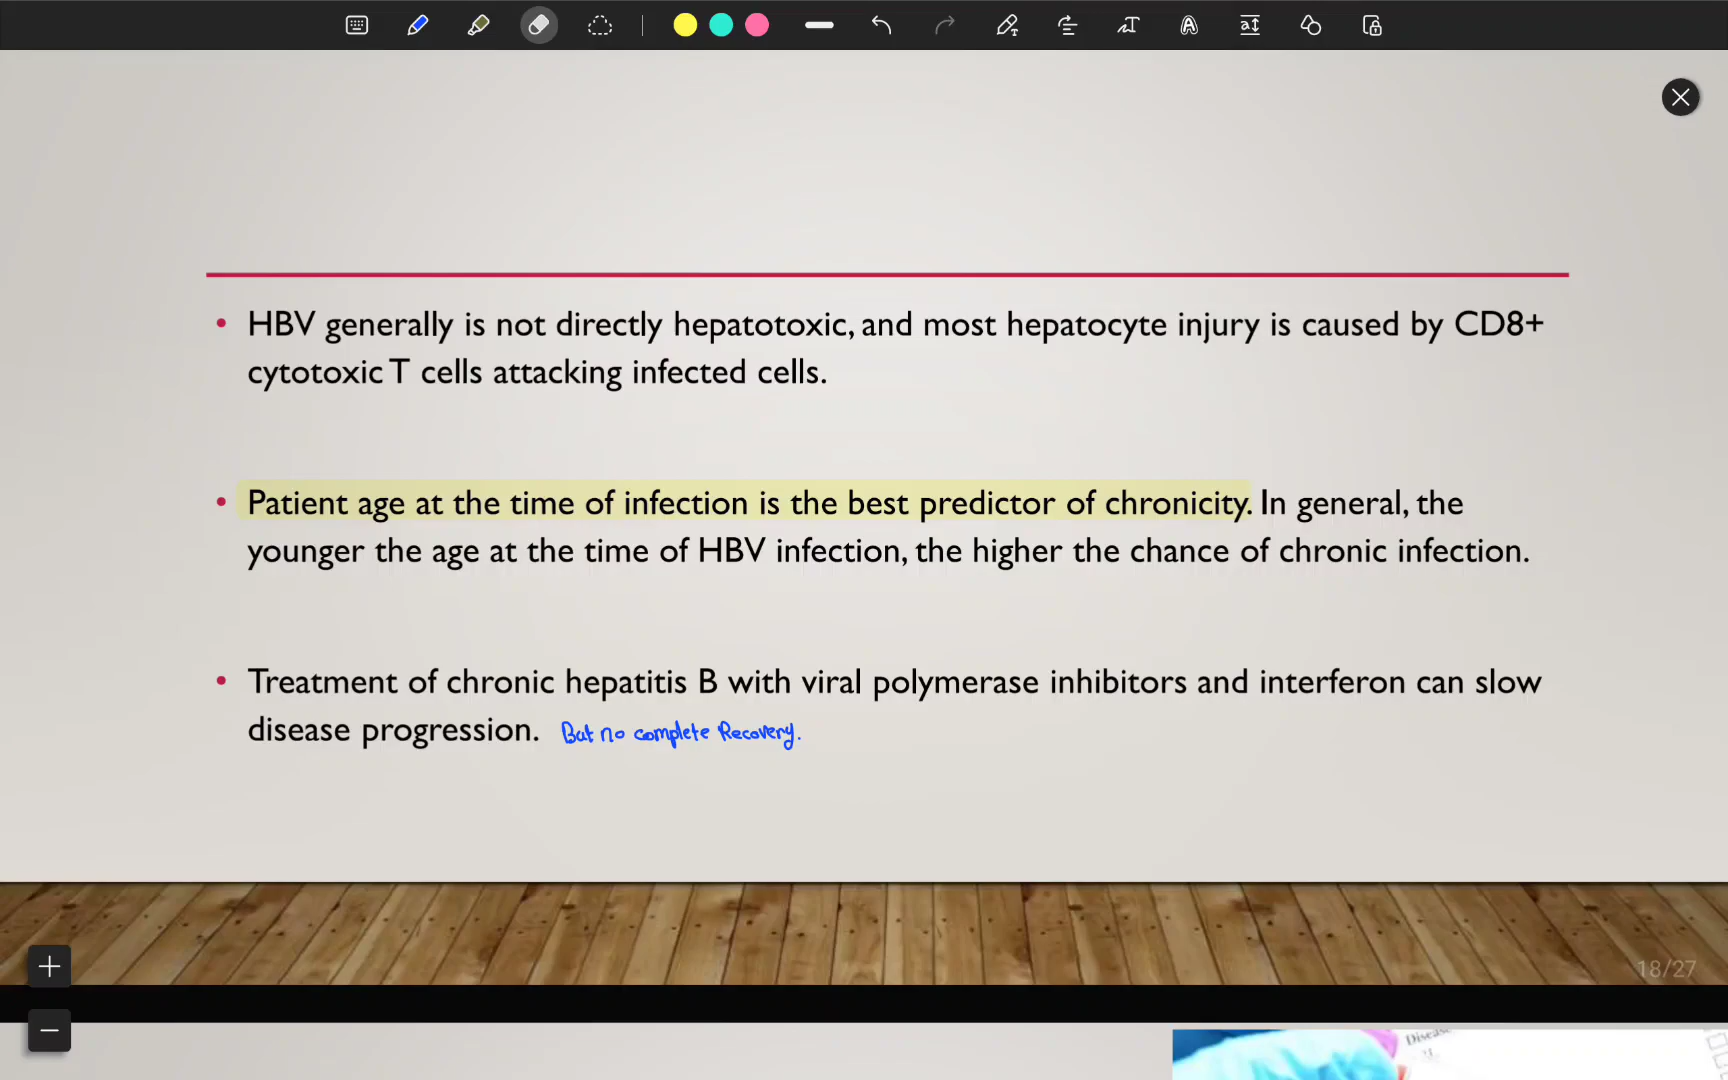 • HBV generally is not directly hepatotoxic, and most hepatocyte injury is caused by CD8+
cytotoxic T cells attacking infected cells.
• Patient age at the time of infection is the best predictor of chronicity. In general, the
younger the age at the time of HBV infection, the higher the chance of chronic infection.
• Treatment of chronic hepatitis B with viral polymerase inhibitors and interferon can slow
disease progression. But no complete Recovery.
18/27